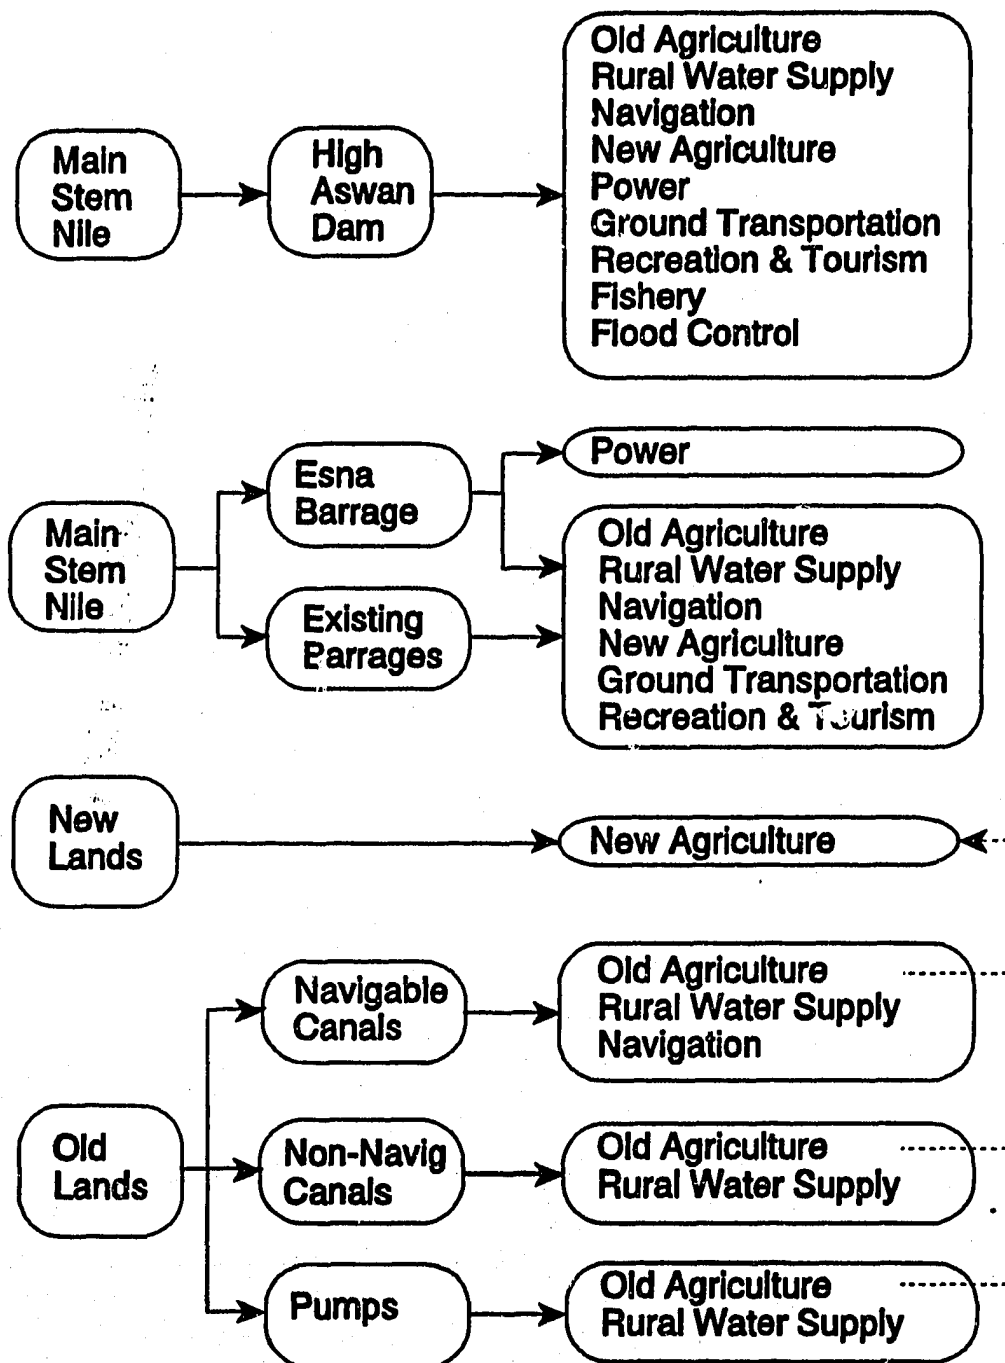 Main
Stem
Nile
High
Aswan
Dam
Old Agriculture
Rural Water Supply
Navigation
New Agriculture
Power
Ground Transportation
Recreation & Tourism
Fishery
Flood Control
Main
Stem
Nile
Esna
Barrage
Power
Existing
Barrages
Old Agriculture
Rural Water Supply
Navigation
New Agriculture
Ground Transportation
Recreation & Tourism
New
Lands
New Agriculture
Old
Lands
Navigable
Canals
Old Agriculture
Rural Water Supply
Navigation
Non-Navig
Canals
Old Agriculture
Rural Water Supply
Pumps
Old Agriculture
Rural Water Supply